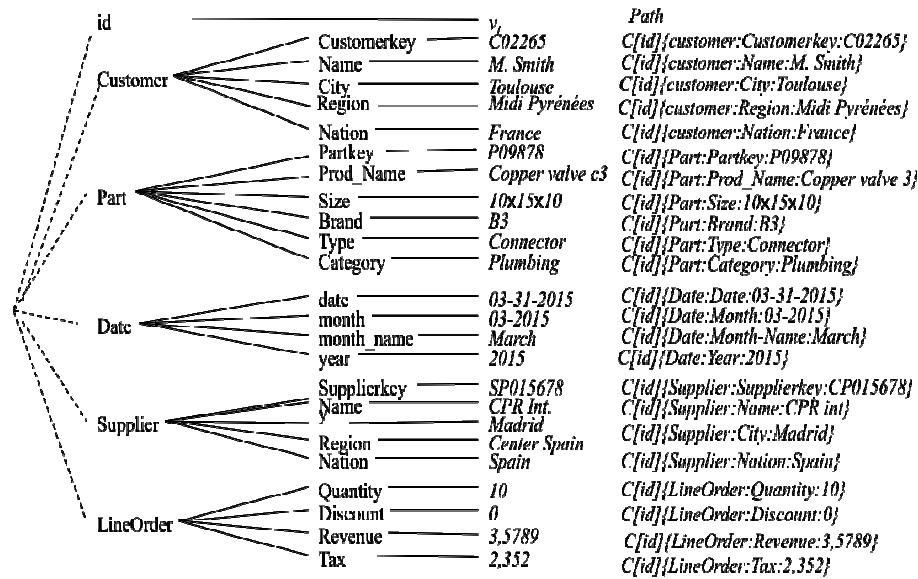 Path
id v_i
Customerkey C02265 C[id]{customer:Customerkey:C02265}
Name M. Smith C[id]{customer:Name:M. Smith}
Customer
City Toulouse C[id]{customer:City:Toulouse}
Region Midi Pyrénées C[id]{customer:Region:Midi Pyrénées}
Nation France C[id]{customer:Nation:France}
Partkey P09878 C[id]{Part:Partkey:P09878}
Prod_Name Copper valve c3 C[id]{Part:Prod_Name:Copper valve 3}
Part
Size 10x15x10 C[id]{Part:Size:10x15x10}
Brand B3 C[id]{Part:Brand:B3}
Type Connector C[id]{Part:Type:Connector}
Category Plumbing C[id]{Part:Category:Plumbing}
date 03-31-2015 C[id]{Date:Date:03-31-2015}
month 03-2015 C[id]{Date:Month:03-2015}
Date
month_name March C[id]{Date:Month-Name:March}
year 2015 C[id]{Date:Year:2015}
Supplierkey SP015678 C[id]{Supplier:Supplierkey:CP015678}
Name CPR Int. C[id]{Supplier:Name:CPR int}
Supplier
y Madrid C[id]{Supplier:City:Madrid}
Region Center Spain
Nation Spain C[id]{Supplier:Nation:Spain}
Quantity 10 C[id]{LineOrder:Quantity:10}
Discount 0 C[id]{LineOrder:Discount:0}
LineOrder
Revenue 3,5789 C[id]{LineOrder:Revenue:3,5789}
Tax 2,352 C[id]{LineOrder:Tax:2,352}